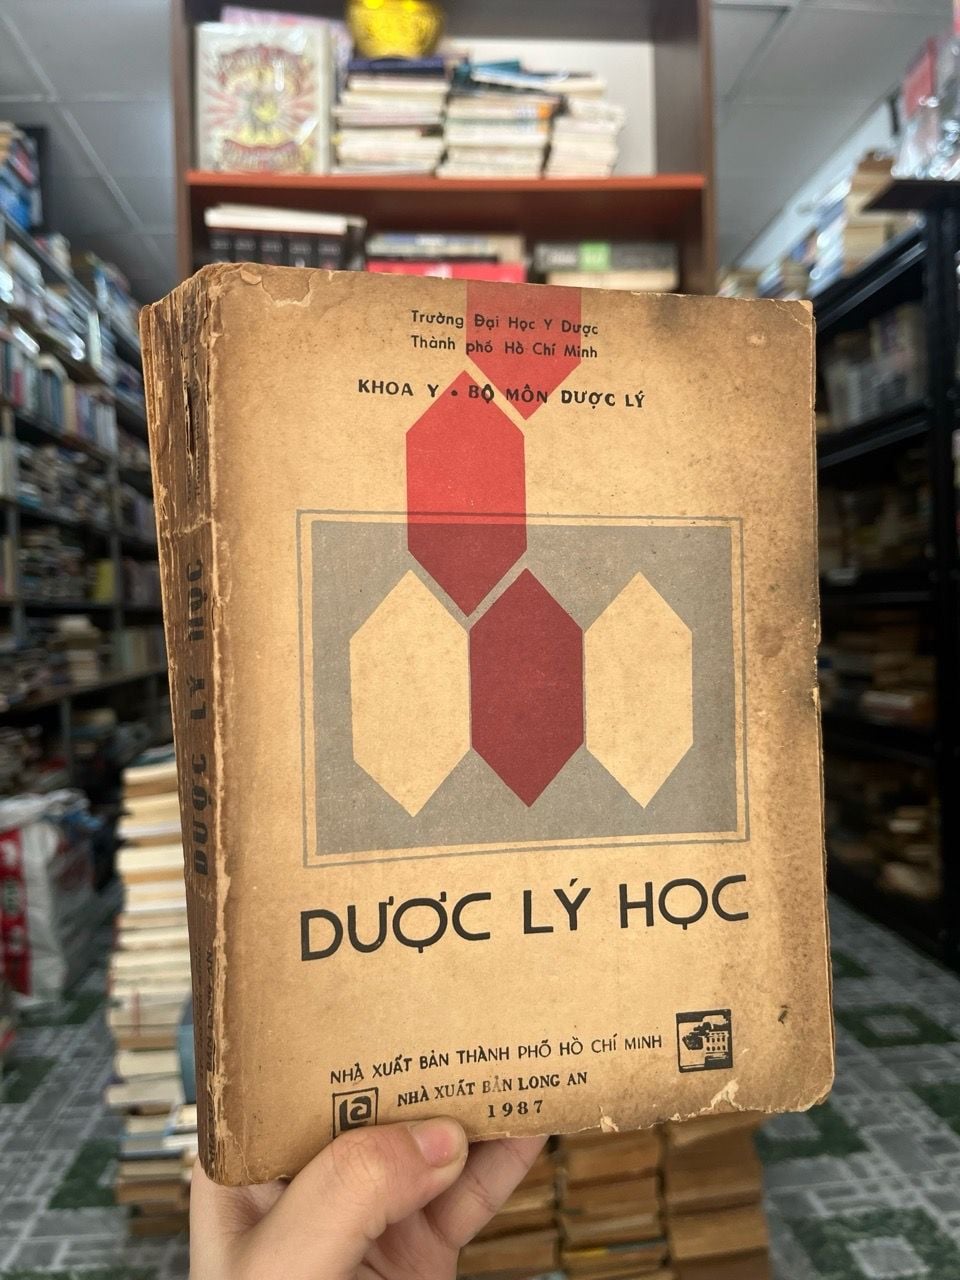 Trường Đại Học Y Dược
Thành phố Hồ Chí Minh
KHOA Y • BỘ MÔN DƯỢC LÝ
DƯỢC LÝ HỌC
NHÀ XUẤT BẢN THÀNH PHỐ HỒ CHÍ MINH
NHÀ XUẤT BẢN LONG AN
1987
DƯỢC LÝ HỌC